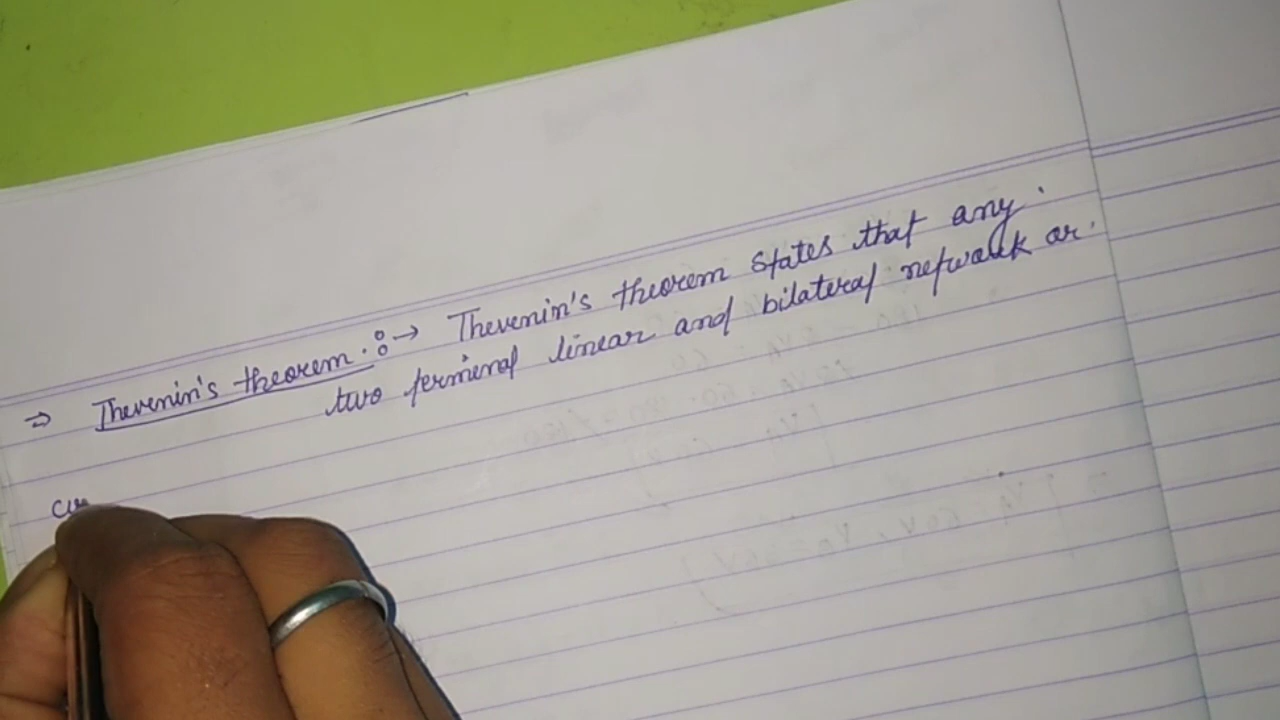 ⇒ Thevenin's theorem :→ Thevenin's theorem states that any
two terminal linear and bilateral network or